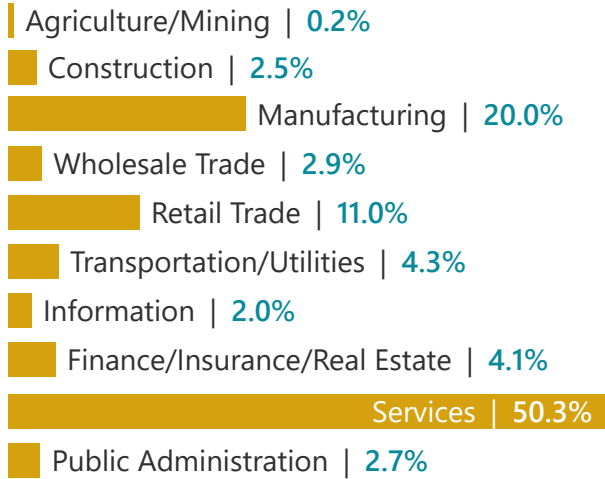 Agriculture/Mining | 0.2%
Construction | 2.5%
Manufacturing | 20.0%
Wholesale Trade | 2.9%
Retail Trade | 11.0%
Transportation/Utilities | 4.3%
Information | 2.0%
Finance/Insurance/Real Estate | 4.1%
Services | 50.3%
Public Administration | 2.7%